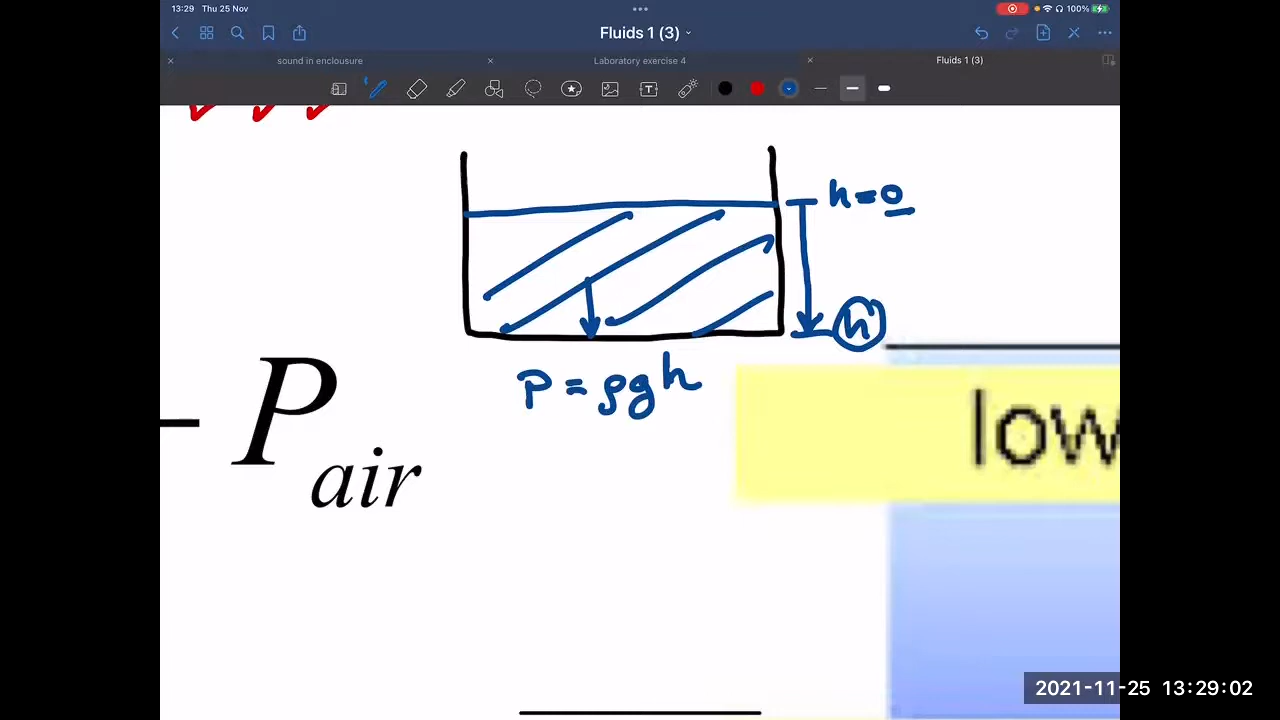 13:29 Thu 25 Nov
100%
Fluids 1 (3)
sound in enclousure
Laboratory exercise 4
Fluids 1 (3)
h=0
h
P = ρgh
- P air
low
2021-11-25 13:29:02